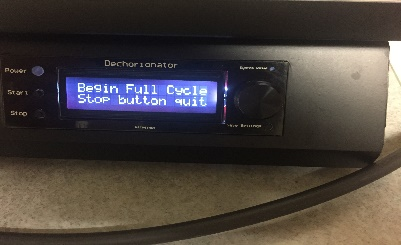 Dechorionator
Power
Start
Stop
Begin Full Cycle
Stop button quit